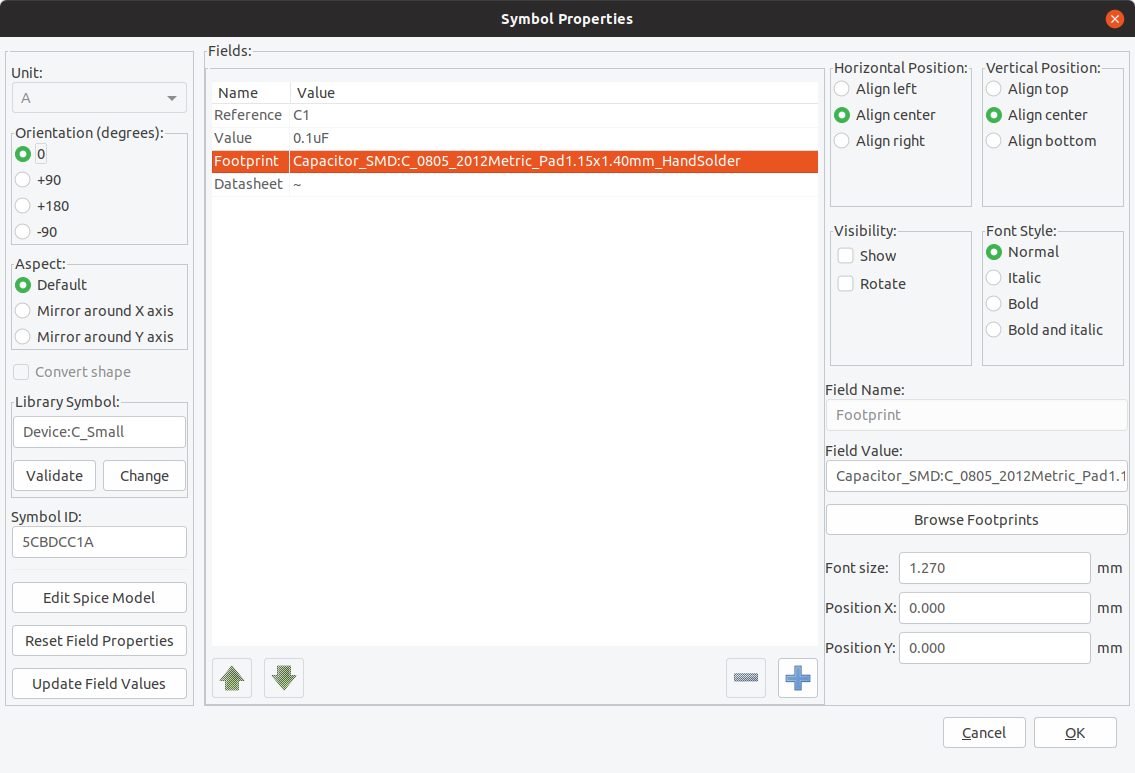 Symbol Properties
Unit:
A
Orientation (degrees):
0
+90
+180
-90
Aspect:
Default
Mirror around X axis
Mirror around Y axis
Convert shape
Library Symbol:
Device:C_Small
Validate Change
Symbol ID:
5CBDCC1A
Edit Spice Model
Reset Field Properties
Update Field Values
Fields:
Name Value
Reference C1
Value 0.1uF
Footprint Capacitor_SMD:C_0805_2012Metric_Pad1.15x1.40mm_HandSolder
Datasheet ~
Horizontal Position:
Align left
Align center
Align right
Vertical Position:
Align top
Align center
Align bottom
Visibility:
Show
Rotate
Font Style:
Normal
Italic
Bold
Bold and italic
Field Name:
Footprint
Field Value:
Capacitor_SMD:C_0805_2012Metric_Pad1.1
Browse Footprints
Font size: 1.270 mm
Position X: 0.000 mm
Position Y: 0.000 mm
Cancel OK